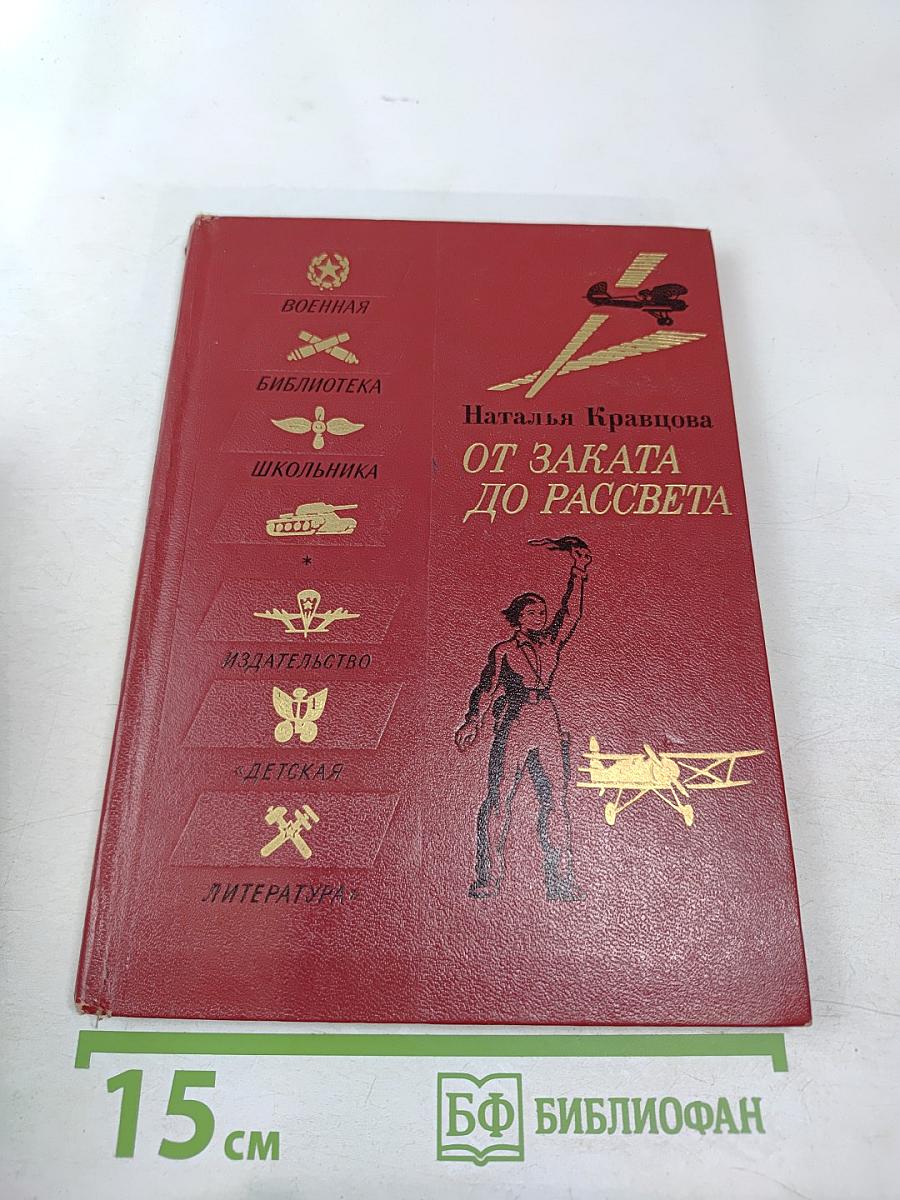 ВОЕННАЯ
БИБЛИОТЕКА
ШКОЛЬНИКА
*
ИЗДАТЕЛЬСТВО
«ДЕТСКАЯ
ЛИТЕРАТУРА»
Наталья Кравцова
ОТ ЗАКАТА
ДО РАССВЕТА
15 см
БФ БИБЛИОФАН